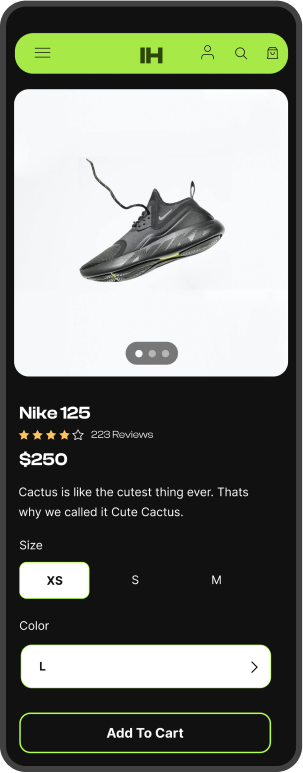 IH
Nike 125
223 Reviews
$250
Cactus is like the cutest thing ever. Thats
why we called it Cute Cactus.
Size
XS S M
Color
L
Add To Cart